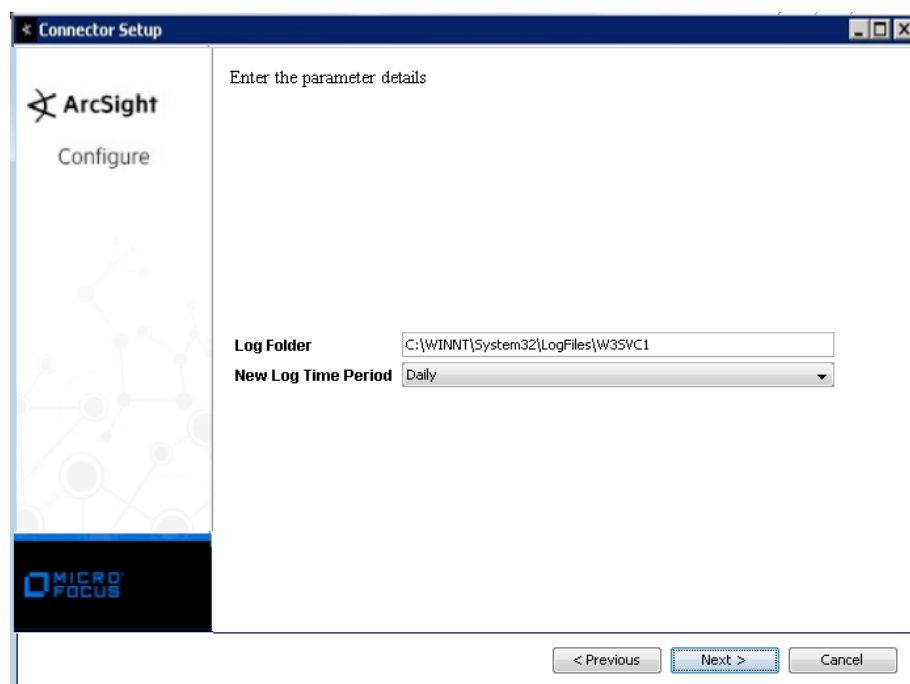 Connector Setup
ArcSight
Configure
Enter the parameter details
Log Folder C:\WINNT\System32\LogFiles\W3SVC1
New Log Time Period Daily
MICRO
FOCUS
< Previous Next > Cancel